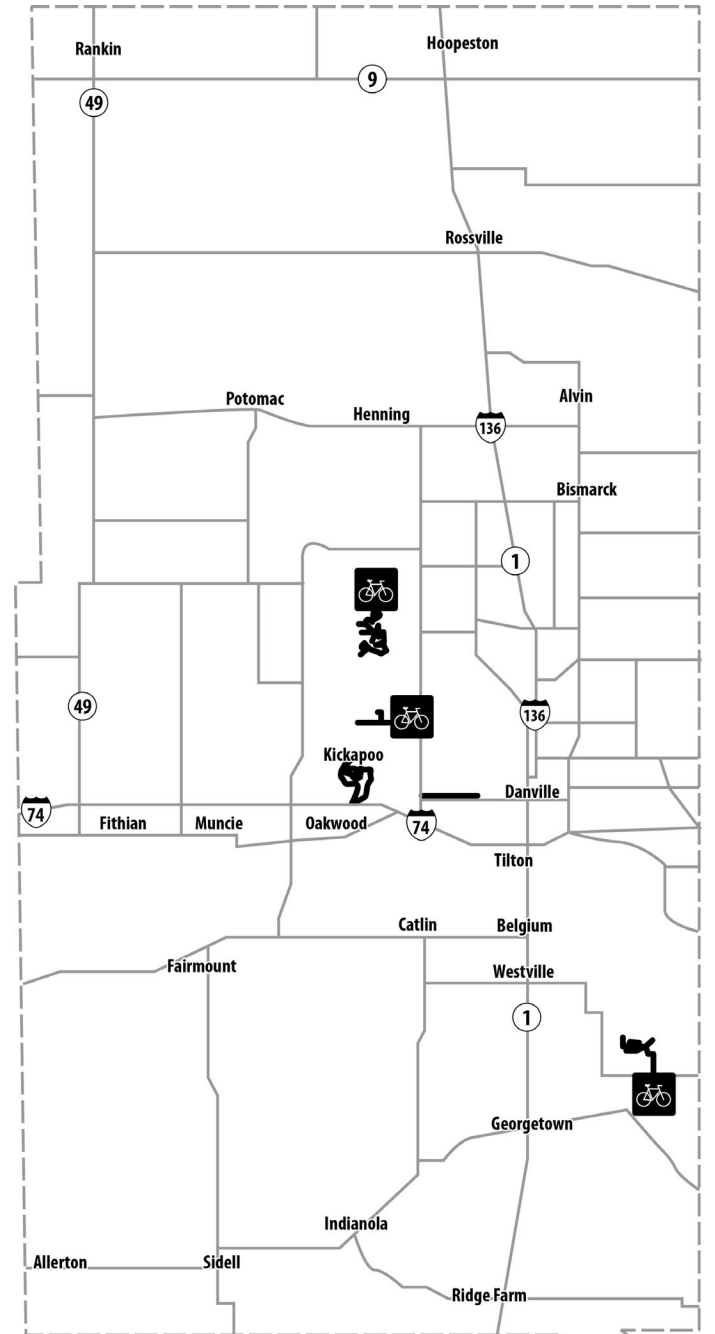 Rankin
Hoopeston
9
49
Rossville
Potomac
Henning
Alvin
136
Bismarck
1
49
136
Kickapoo
74
Fithian
Muncie
Oakwood
74
Danville
Tilton
Catlin
Belgium
Fairmount
Westville
1
Georgetown
Indianola
Allerton
Sidell
Ridge Farm